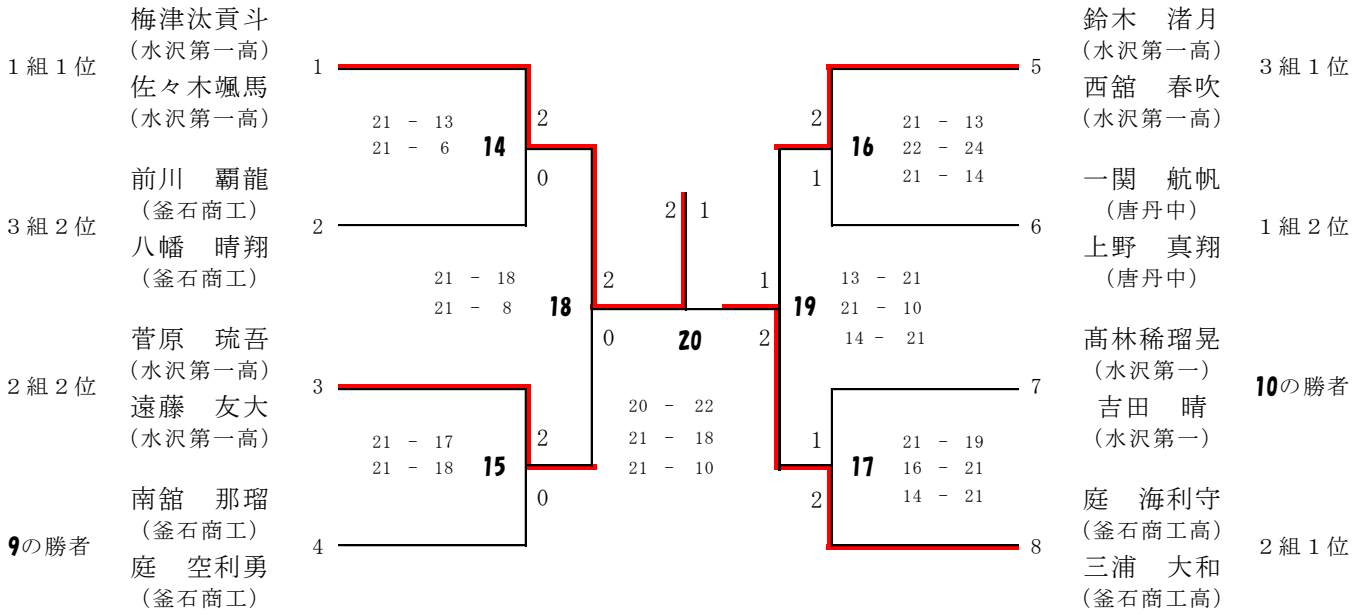 梅津汰貢斗
(水沢第一高)
1組1位
1
佐々木颯馬
(水沢第一高)
21 - 13
21 - 6
14
2
0
前川 覇龍
(釜石商工)
3組2位
2
八幡 晴翔
(釜石商工)
21 - 18
21 - 8
18
2
0
菅原 琉吾
(水沢第一高)
2組2位
3
遠藤 友大
(水沢第一高)
21 - 17
21 - 18
15
2
0
南舘 那瑠
(釜石商工)
9の勝者
4
庭 空利勇
(釜石商工)
2 1
20
20 - 22
21 - 18
21 - 10
鈴木 渚月
(水沢第一高)
5
3組1位
西舘 春吹
(水沢第一高)
2
1
16
21 - 13
22 - 24
21 - 14
一関 航帆
(唐丹中)
6
1組2位
上野 真翔
(唐丹中)
1
2
19
13 - 21
21 - 10
14 - 21
髙林稀瑠晃
(水沢第一)
7
10の勝者
吉田 晴
(水沢第一)
1
2
17
21 - 19
16 - 21
14 - 21
庭 海利守
(釜石商工高)
8
2組1位
三浦 大和
(釜石商工高)